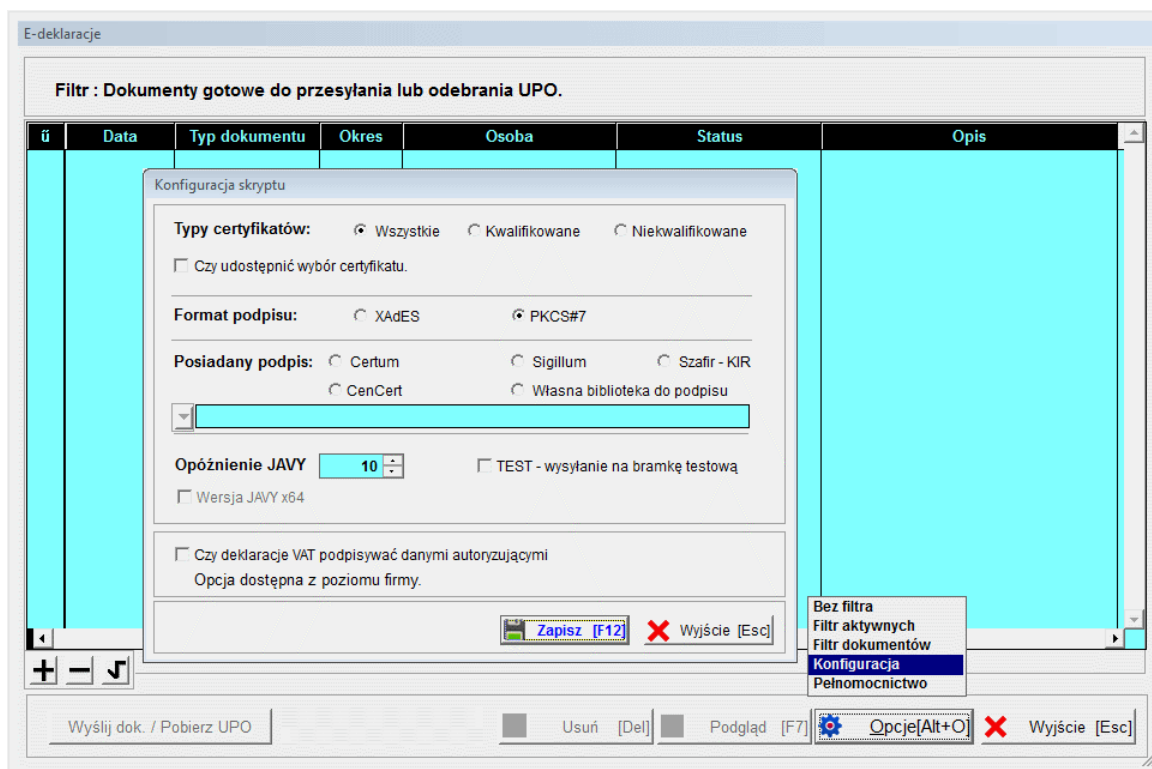 E-deklaracje
Filtr : Dokumenty gotowe do przesyłania lub odebrania UPO.
ű Data Typ dokumentu Okres Osoba Status Opis
Konfiguracja skryptu
Typy certyfikatów: Wszystkie Kwalifikowane Niekwalifikowane
Czy udostępnić wybór certyfikatu.
Format podpisu: XAdES PKCS#7
Posiadany podpis: Certum Sigillum Szafir - KIR
CenCert Własna biblioteka do podpisu
Opóźnienie JAVY 10 TEST - wysyłanie na bramkę testową
Wersja JAVY x64
Czy deklaracje VAT podpisywać danymi autoryzującymi
Opcja dostępna z poziomu firmy.
Zapisz [F12] Wyjście [Esc]
Bez filtra
Filtr aktywnych
Filtr dokumentów
Konfiguracja
Pełnomocnictwo
Wyślij dok. / Pobierz UPO Usuń [Del] Podgląd [F7] Opcje[Alt+O] Wyjście [Esc]